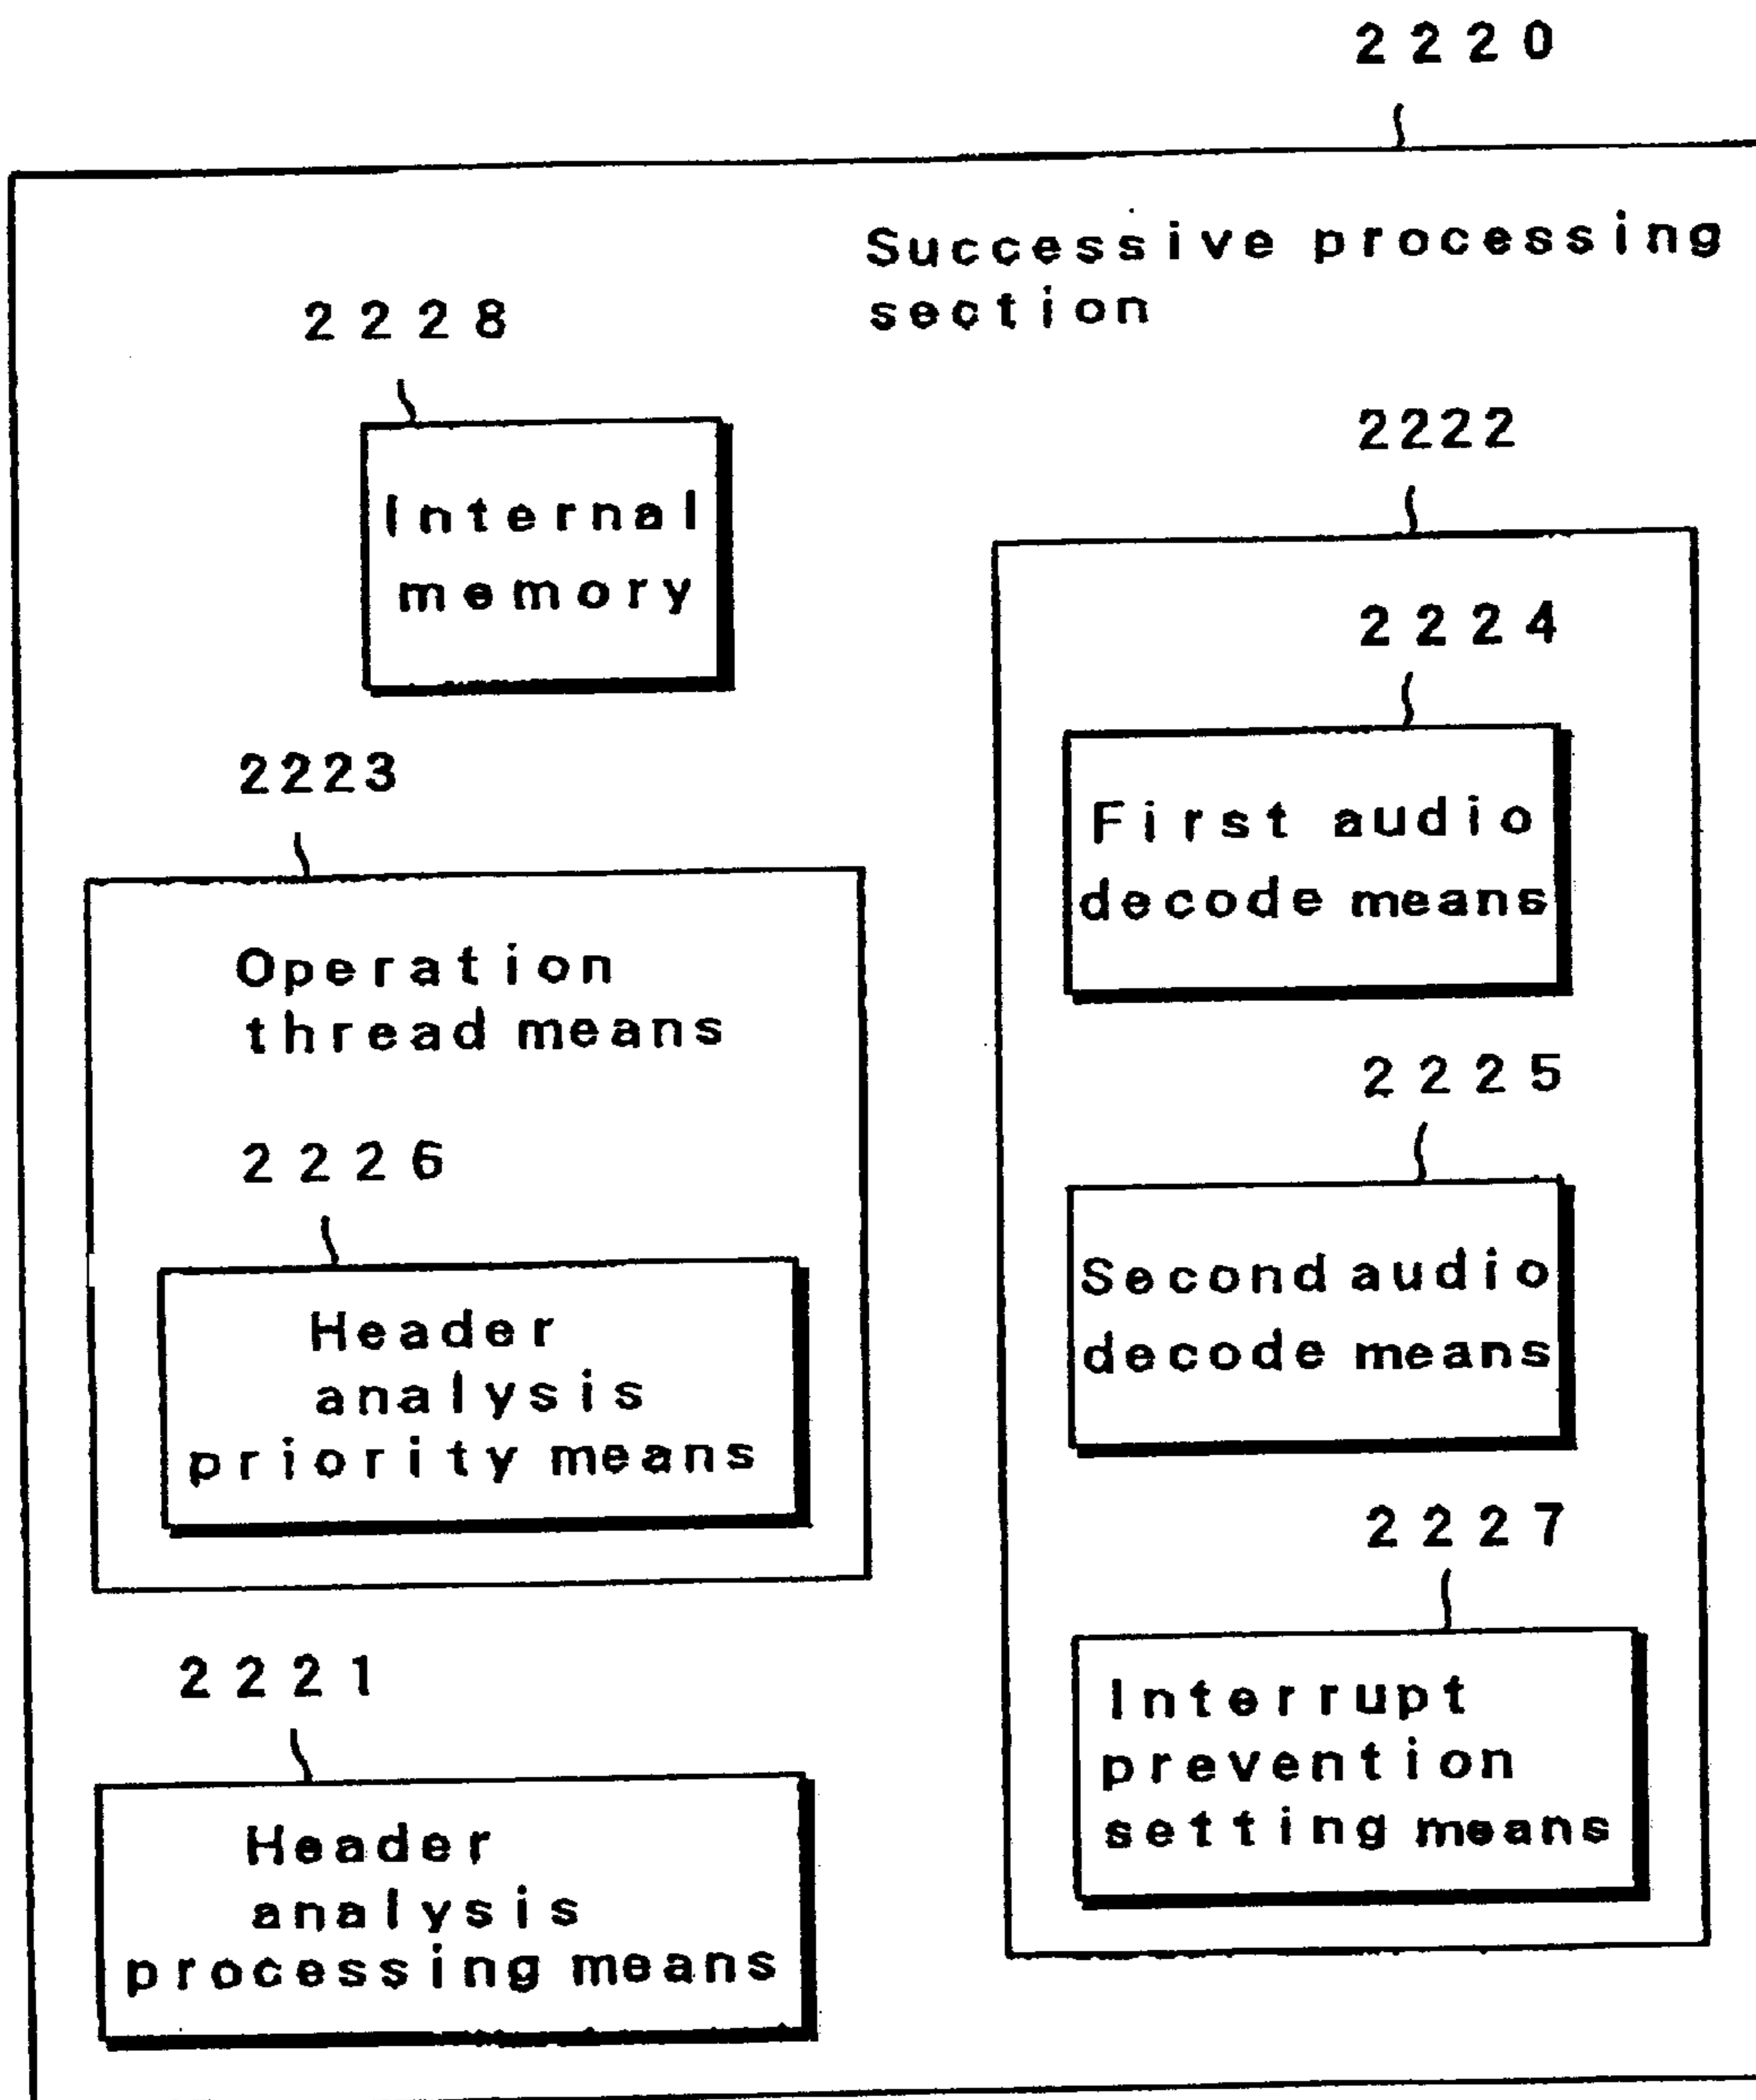 2220
Successive processing
section
2228
Internal
memory
2222
2224
First audio
decode means
2223
Operation
thread means
2225
2226
Second audio
decode means
Header
analysis
priority means
2227
Interrupt
prevention
setting means
2221
Header
analysis
processing means